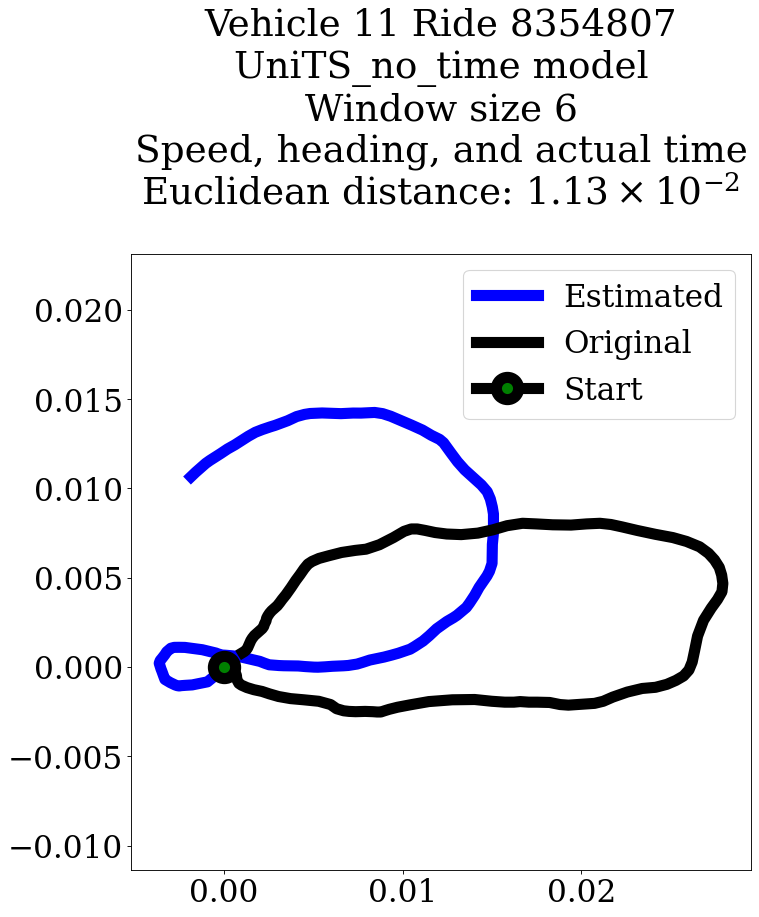 Vehicle 11 Ride 8354807
UniTS_no_time model
Window size 6
Speed, heading, and actual time
Euclidean distance: 1.13 × 10⁻²
Estimated
Original
Start
0.020
0.015
0.010
0.005
0.000
−0.005
−0.010
0.00 0.01 0.02